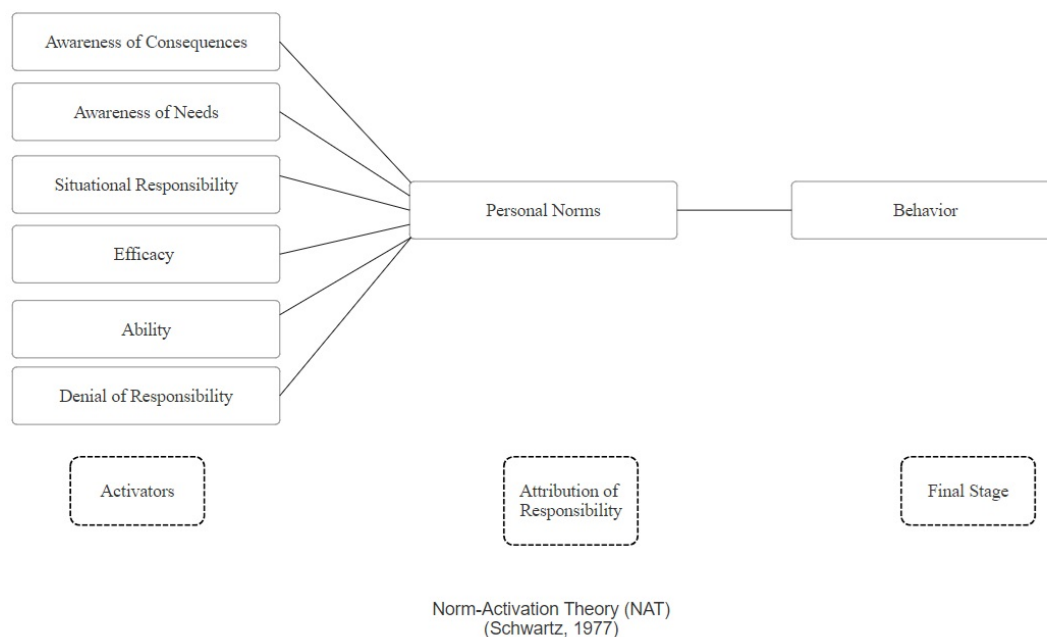 Awareness of Consequences
Awareness of Needs
Situational Responsibility
Efficacy
Ability
Denial of Responsibility
Personal Norms
Behavior
Activators
Attribution of
Responsibility
Final Stage
Norm-Activation Theory (NAT)
(Schwartz, 1977)